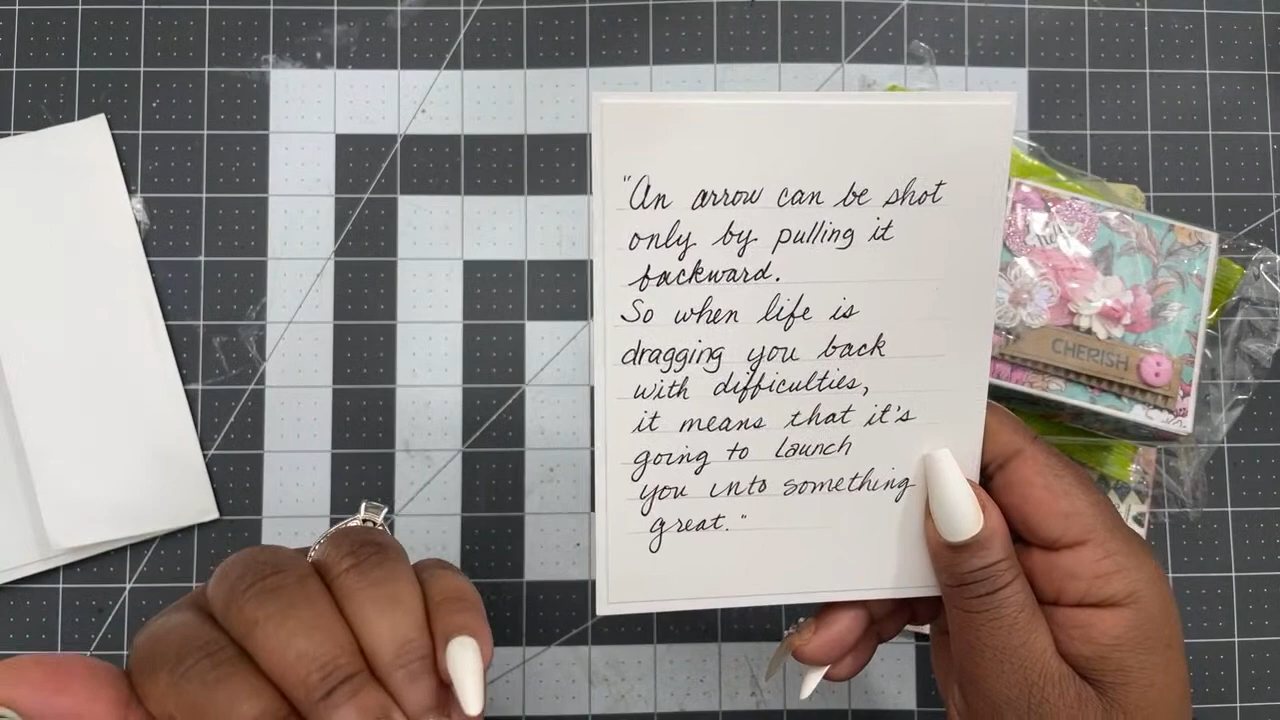 "An arrow can be shot
only by pulling it
backward.
So when life is
dragging you back
with difficulties,
it means that it's
going to launch
you into something
great."
CHERISH